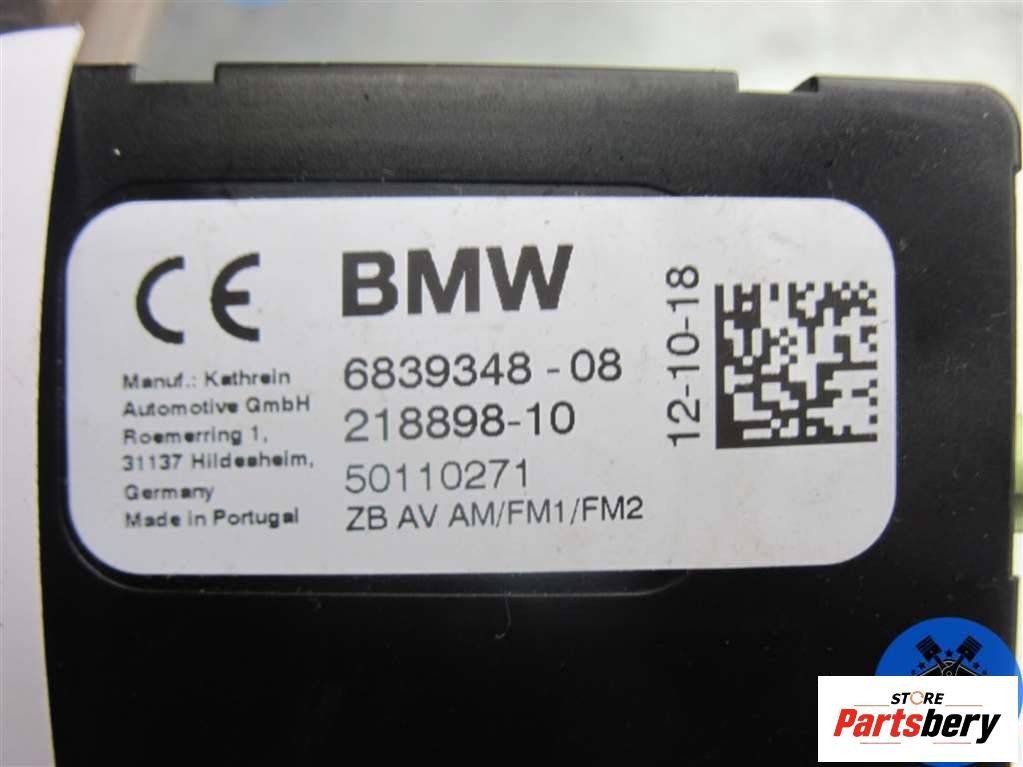 CE
BMW
6839348 - 08
218898-10
50110271
ZB AV AM/FM1/FM2
Manuf.: Kathrein
Automotive GmbH
Roemerring 1,
31137 Hildesheim,
Germany
Made in Portugal
12-10-18
STORE
Partsbery